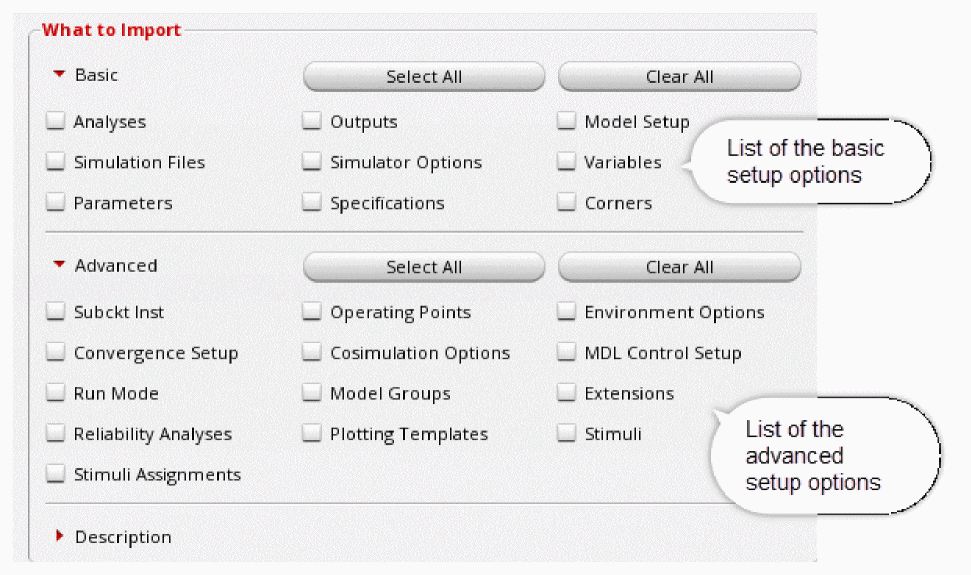 What to Import
Basic Select All Clear All
Analyses Outputs Model Setup
Simulation Files Simulator Options Variables
Parameters Specifications Corners
List of the basic
setup options
Advanced Select All Clear All
Subckt Inst Operating Points Environment Options
Convergence Setup Cosimulation Options MDL Control Setup
Run Mode Model Groups Extensions
Reliability Analyses Plotting Templates Stimuli
Stimuli Assignments
List of the
advanced
setup options
Description